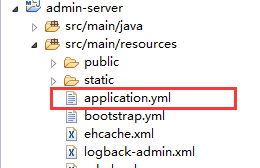 admin-server
src/main/java
src/main/resources
public
static
application.yml
bootstrap.yml
ehcache.xml
logback-admin.xml